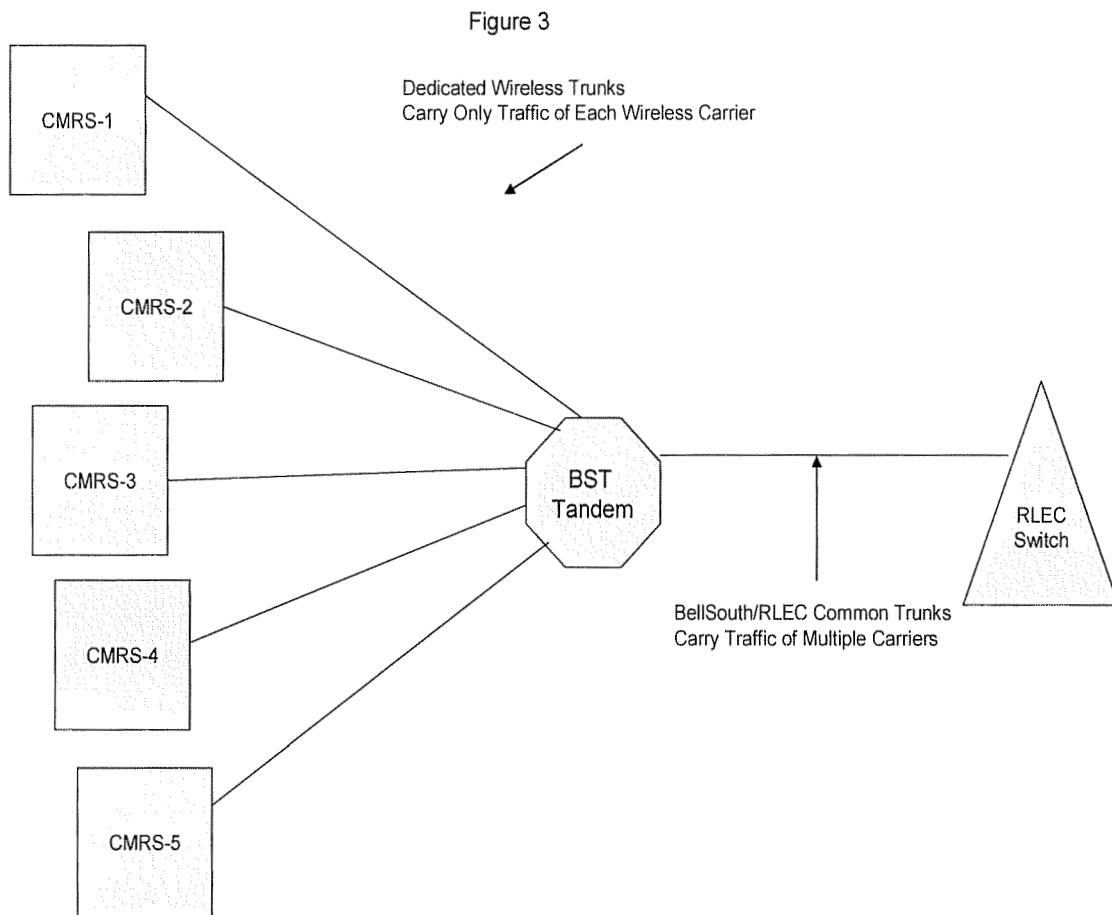 Figure 3
Dedicated Wireless Trunks
Carry Only Traffic of Each Wireless Carrier
CMRS-1
CMRS-2
CMRS-3
BST
Tandem
RLEC
Switch
BellSouth/RLEC Common Trunks
Carry Traffic of Multiple Carriers
CMRS-4
CMRS-5